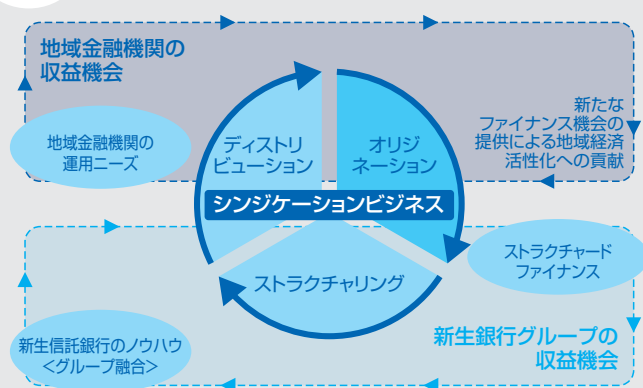 地域金融機関の
収益機会
地域金融機関の
運用ニーズ
ディストリ
ビューション
オリジ
ネーション
新たな
ファイナンス機会の
提供による地域経済
活性化への貢献
シンジケーションビジネス
ストラクチャリング
ストラクチャード
ファイナンス
新生信託銀行のノウハウ
<グループ融合>
新生銀行グループの
収益機会